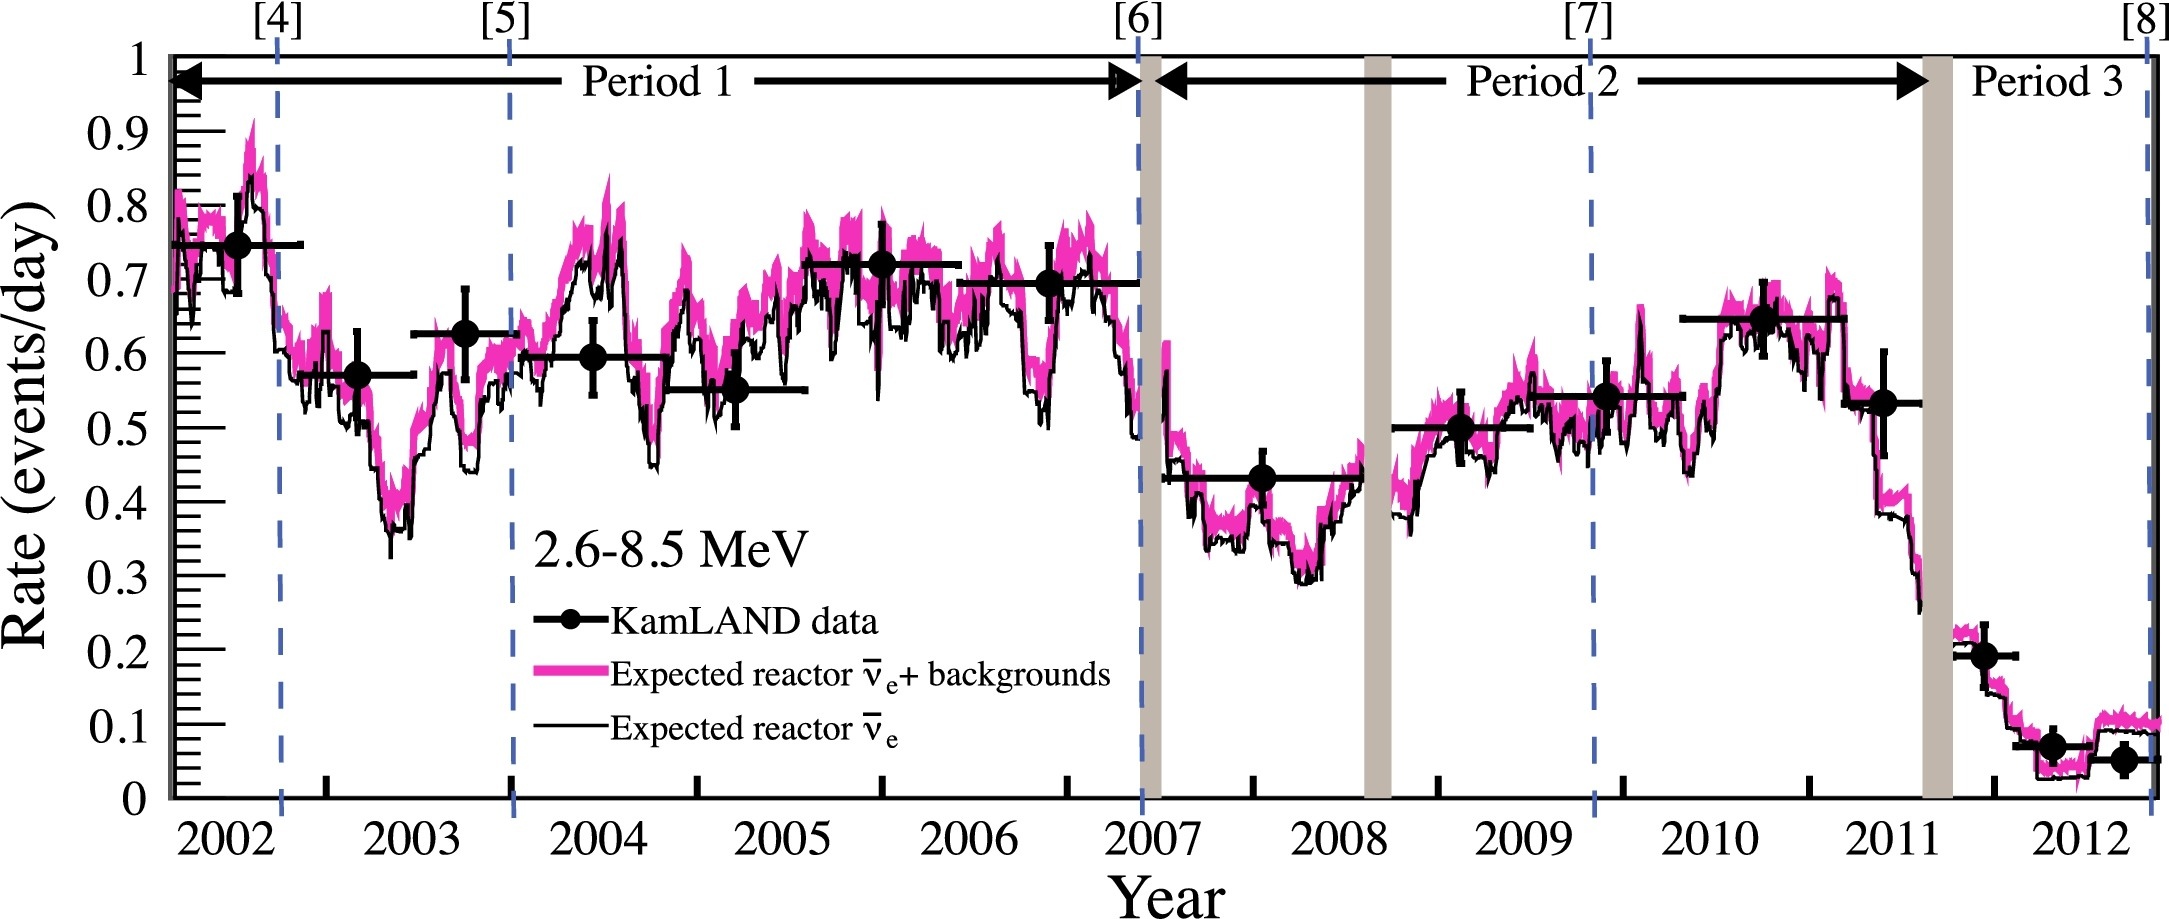 [4] [5] [6] [7] [8]
Period 1 Period 2 Period 3
1
0.9
0.8
0.7
0.6
0.5
0.4
0.3
0.2
0.1
0
Rate (events/day)
2.6-8.5 MeV
KamLAND data
Expected reactor ν̅e+ backgrounds
Expected reactor ν̅e
2002 2003 2004 2005 2006 2007 2008 2009 2010 2011 2012
Year